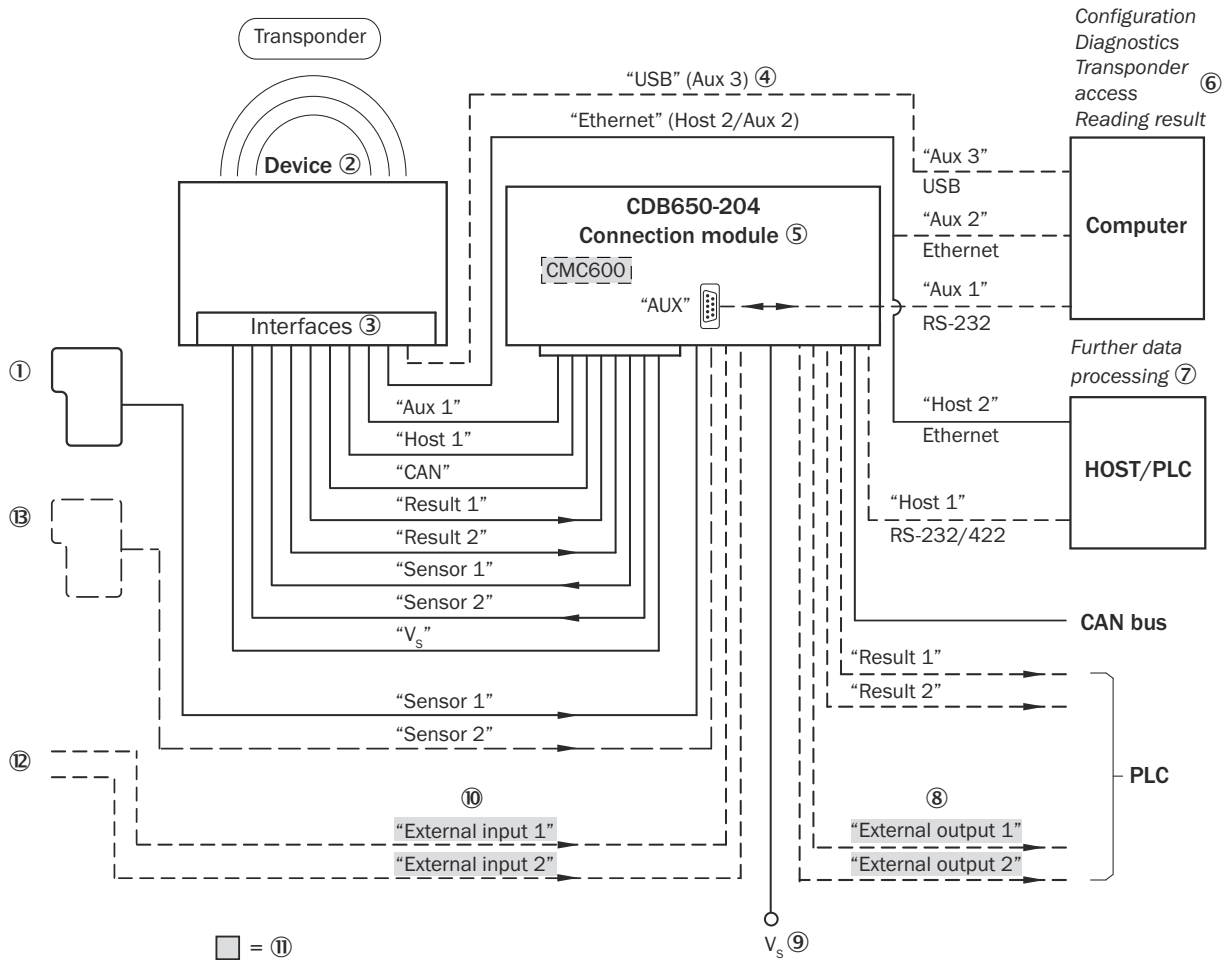 Transponder
Configuration
Diagnostics
Transponder
access
Reading result
⑥
“USB” (Aux 3) ④
“Ethernet” (Host 2/Aux 2)
Device ②
“Aux 3”
USB
CDB650-204
Connection module ⑤
CMC600
“AUX”
“Aux 2”
Ethernet
Computer
“Aux 1”
RS-232
Interfaces ③
①
Further data
processing ⑦
“Aux 1”
“Host 1”
“CAN”
“Result 1”
“Result 2”
“Sensor 1”
“Sensor 2”
“Vs”
“Host 2”
Ethernet
HOST/PLC
“Host 1”
RS-232/422
⑬
CAN bus
“Result 1”
“Result 2”
“Sensor 1”
“Sensor 2”
⑫
PLC
⑩
“External input 1”
“External input 2”
⑧
“External output 1”
“External output 2”
= ⑪
Vs ⑨